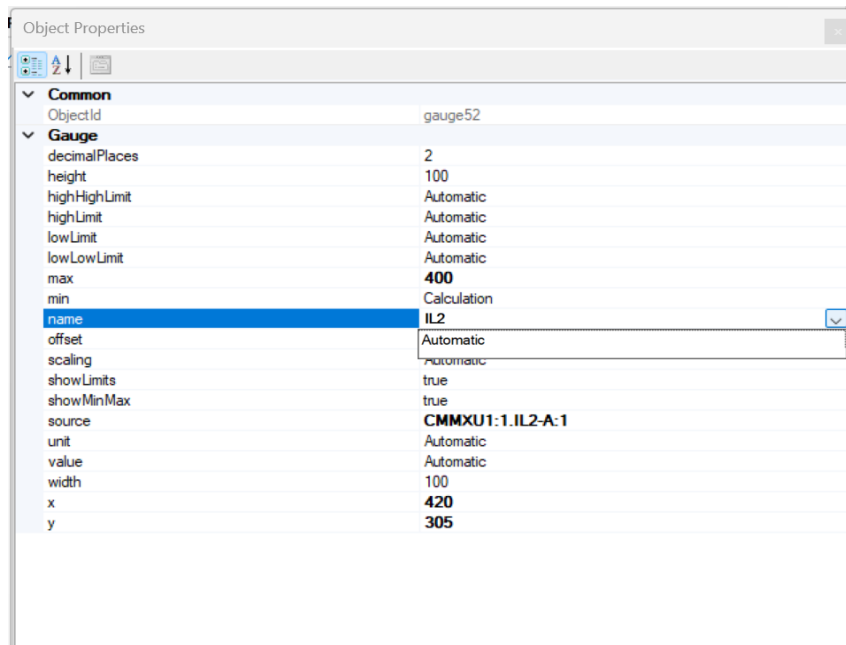 Object Properties
Common
ObjectId gauge52
Gauge
decimalPlaces 2
height 100
highHighLimit Automatic
highLimit Automatic
lowLimit Automatic
lowLowLimit Automatic
max 400
min Calculation
name IL2
offset Automatic
scaling Automatic
showLimits true
showMinMax true
source CMMXU1:1.IL2-A:1
unit Automatic
value Automatic
width 100
x 420
y 305